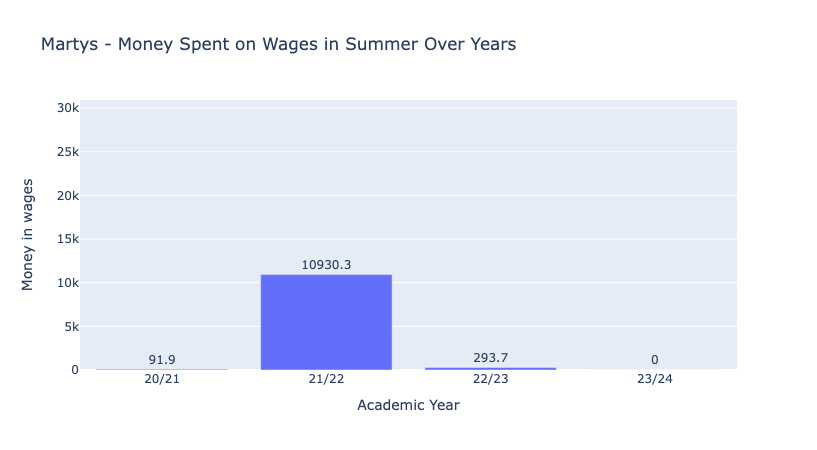 Martys - Money Spent on Wages in Summer Over Years
Money in wages
30k
25k
20k
15k
10k
5k
0
91.9
10930.3
293.7
0
20/21
21/22
22/23
23/24
Academic Year